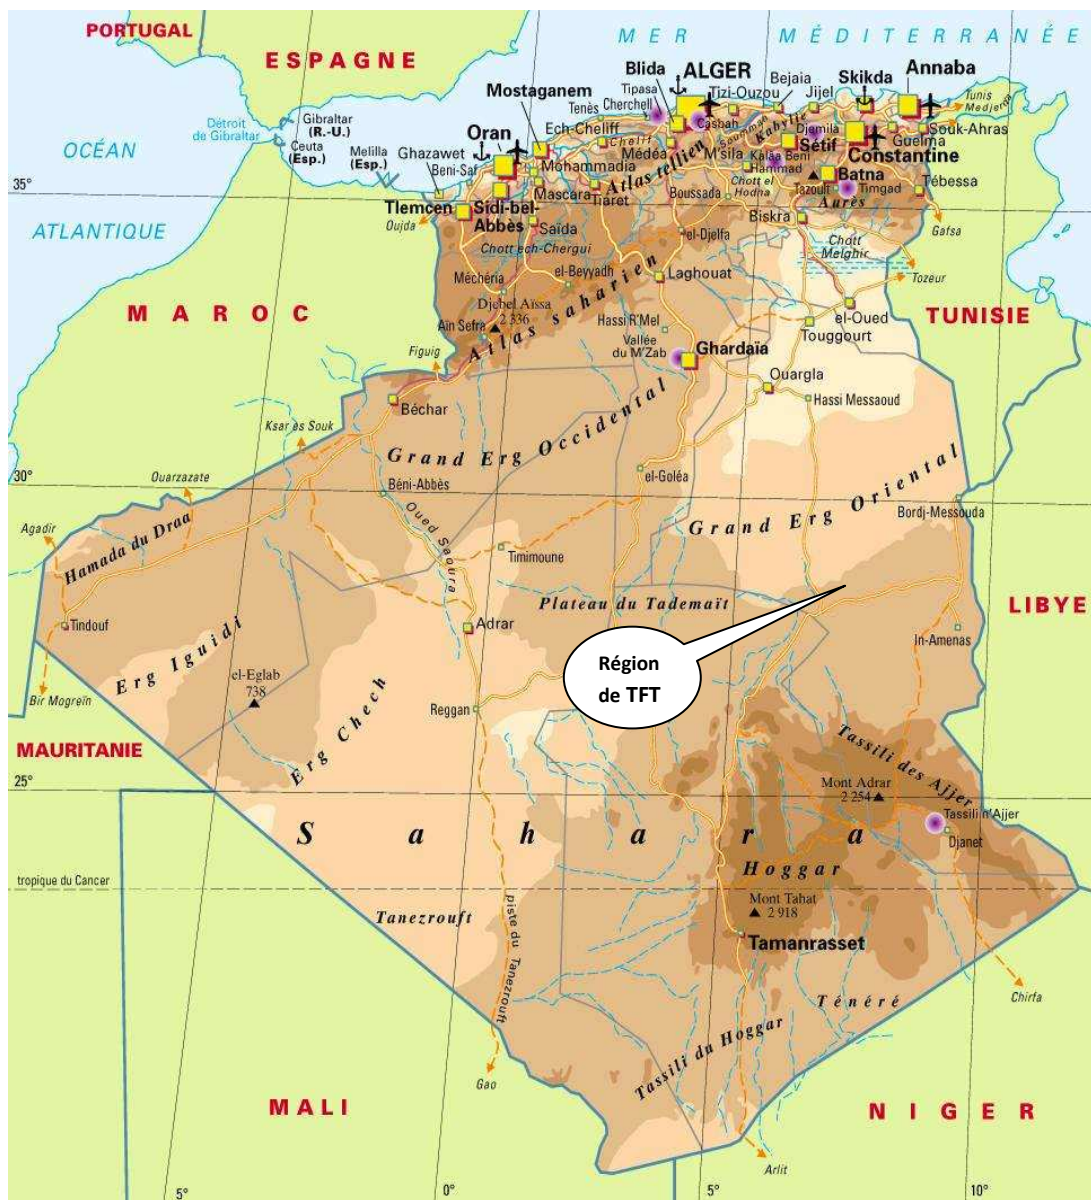 PORTUGAL
ESPAGNE
MER MÉDITERRANÉE
OCÉAN
ATLANTIQUE
Détroit
de Gibraltar
Gibraltar
(R.-U.)
Ceuta
(Esp.)
Melilla
(Esp.)
Ghazawet
Beni-Saf
Oran
Mostaganem
Tenès
Cherchell
Tipasa
Blida
ALGER
Casbah
Tizi-Ouzou
Bejaia
Jijel
Skikda
Annaba
Tunis
Medjerda
Souk-Ahras
Guelma
Constantine
Djemila
Sétif
Kabylie
Soummam
Kalaa Beni
Hammad
M'sila
Médéa
Cheliff
Ech-Cheliff
Mohammadia
Mascara
Tiaret
Atlas tellien
Boussada
Chott el
Hodna
Batna
Tazoult
Timgad
Aurès
Tébessa
35°
Tlemcen
Oujda
Sidi-bel-
Abbès
Saïda
Chott ech-Chergui
el-Djelfa
Biskra
Gafsa
Chott
Melghir
Tozeur
Méchéria
el-Beyyadh
Laghouat
Djebel Aïssa
2 336
Aïn Sefra
Atlas saharien
Hassi R'Mel
Vallée
du M'Zab
Ghardaïa
el-Oued
Touggourt
TUNISIE
MAROC
Figuig
Béchar
Ouargla
Hassi Messaoud
Ksar es Souk
Grand Erg Occidental
Ouarzazate
30°
Béni-Abbès
el-Goléa
Grand Erg Oriental
Bordj-Messouda
Agadir
Hamada du Draa
Oued Saoura
Timimoune
Plateau du Tademaït
LIBYE
Tindouf
Adrar
In-Amenas
Région
de TFT
Erg Iguidi
el-Eglab
738
Bir Mogreïn
Erg Chech
Reggan
MAURITANIE
Tassili des Ajjer
25°
Mont Adrar
2 254
Tassili n'Ajjer
Djanet
Sahara
Hoggar
tropique du Cancer
Mont Tahat
2 918
Tanezrouft
piste du Tanezrouft
Tamanrasset
Ténéré
Chirfa
Tassili du Hoggar
Gao
MALI
NIGER
Arlit
5°
0°
5°
10°